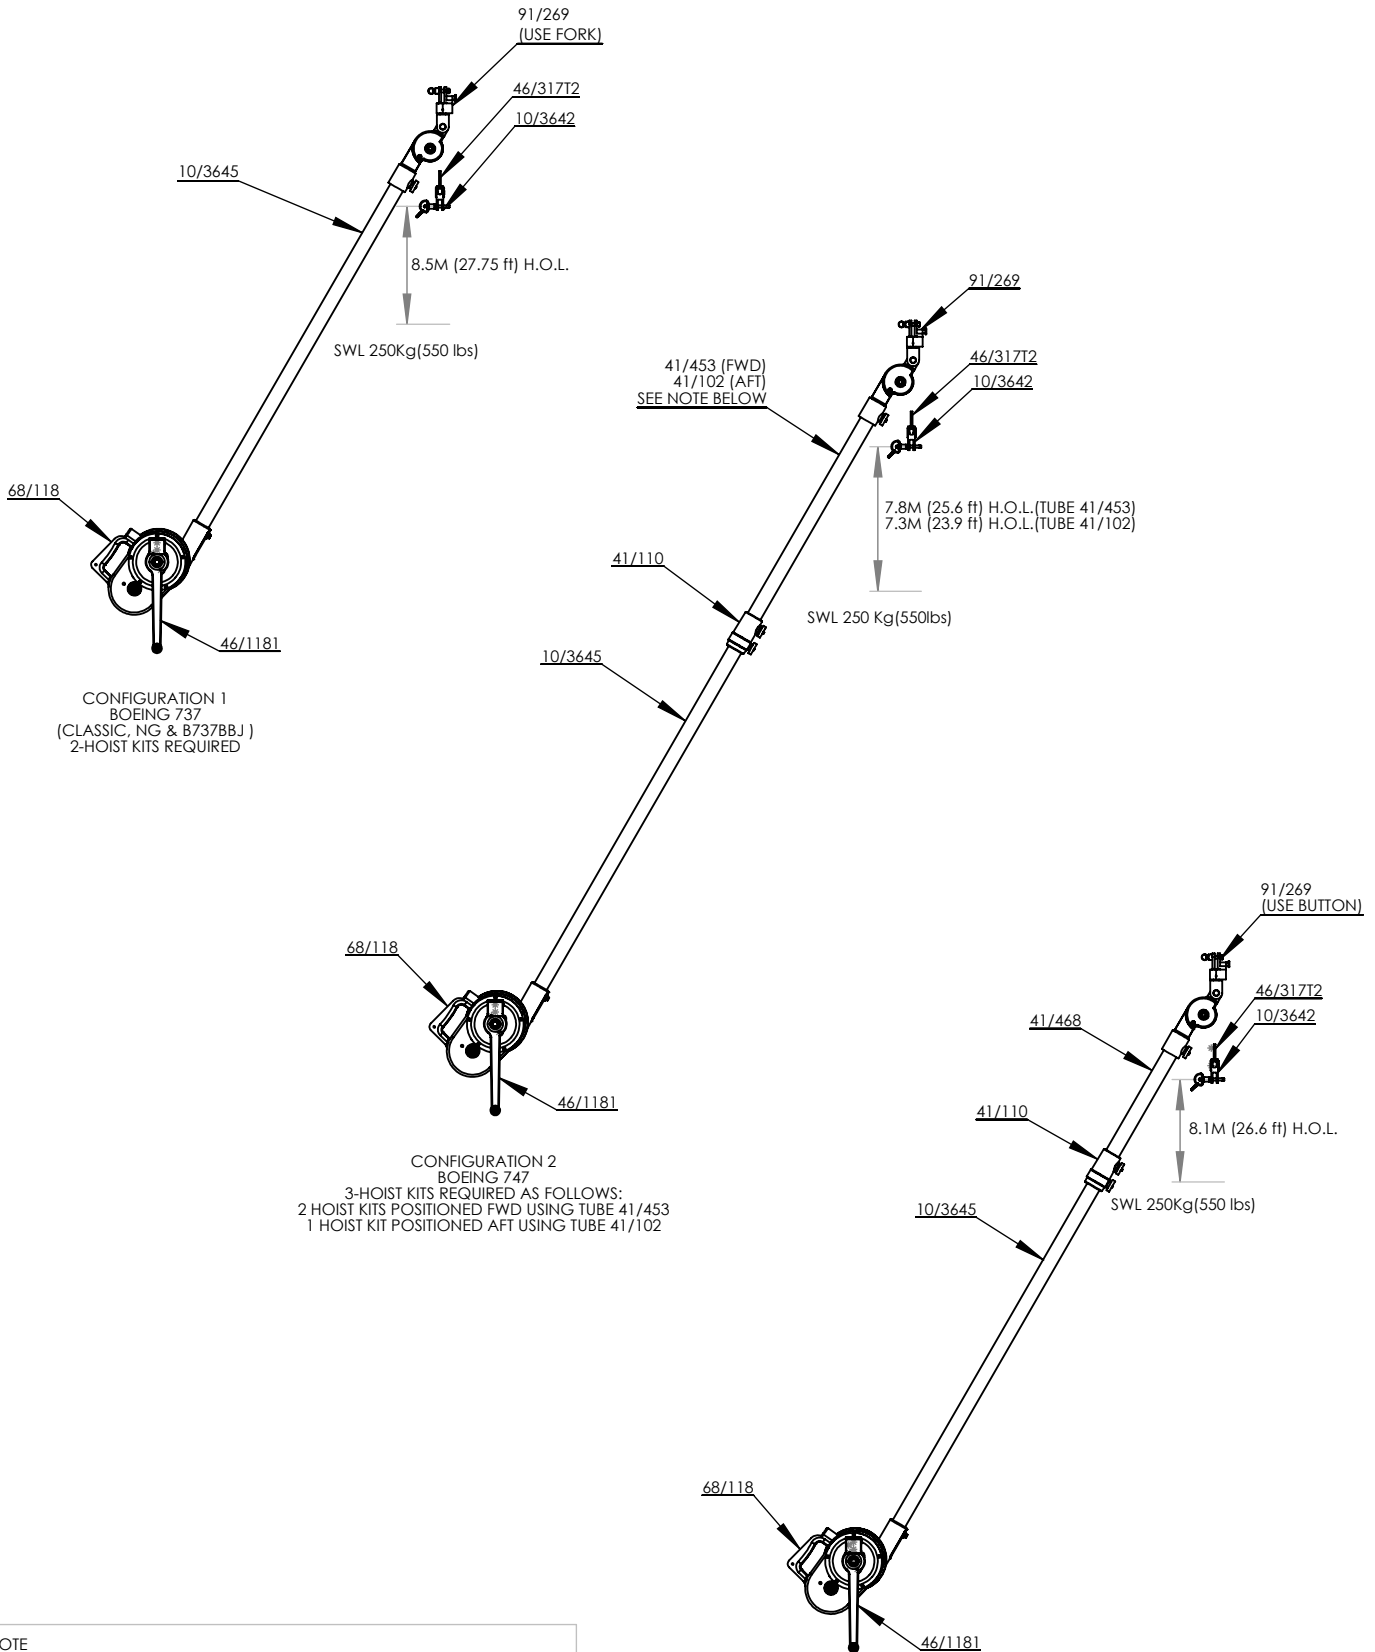 91/269
(USE FORK)
46/317T2
10/3642
10/3645
8.5M (27.75 ft) H.O.L.
SWL 250Kg(550 lbs)
68/118
46/1181
CONFIGURATION 1
BOEING 737
(CLASSIC, NG & B737BBJ )
2-HOIST KITS REQUIRED
91/269
46/317T2
10/3642
41/453 (FWD)
41/102 (AFT)
SEE NOTE BELOW
7.8M (25.6 ft) H.O.L.(TUBE 41/453)
7.3M (23.9 ft) H.O.L.(TUBE 41/102)
41/110
SWL 250 Kg(550lbs)
10/3645
68/118
46/1181
CONFIGURATION 2
BOEING 747
3-HOIST KITS REQUIRED AS FOLLOWS:
2 HOIST KITS POSITIONED FWD USING TUBE 41/453
1 HOIST KIT POSITIONED AFT USING TUBE 41/102
91/269
(USE BUTTON)
46/317T2
10/3642
41/468
41/110
8.1M (26.6 ft) H.O.L.
SWL 250Kg(550 lbs)
10/3645
68/118
46/1181
OTE